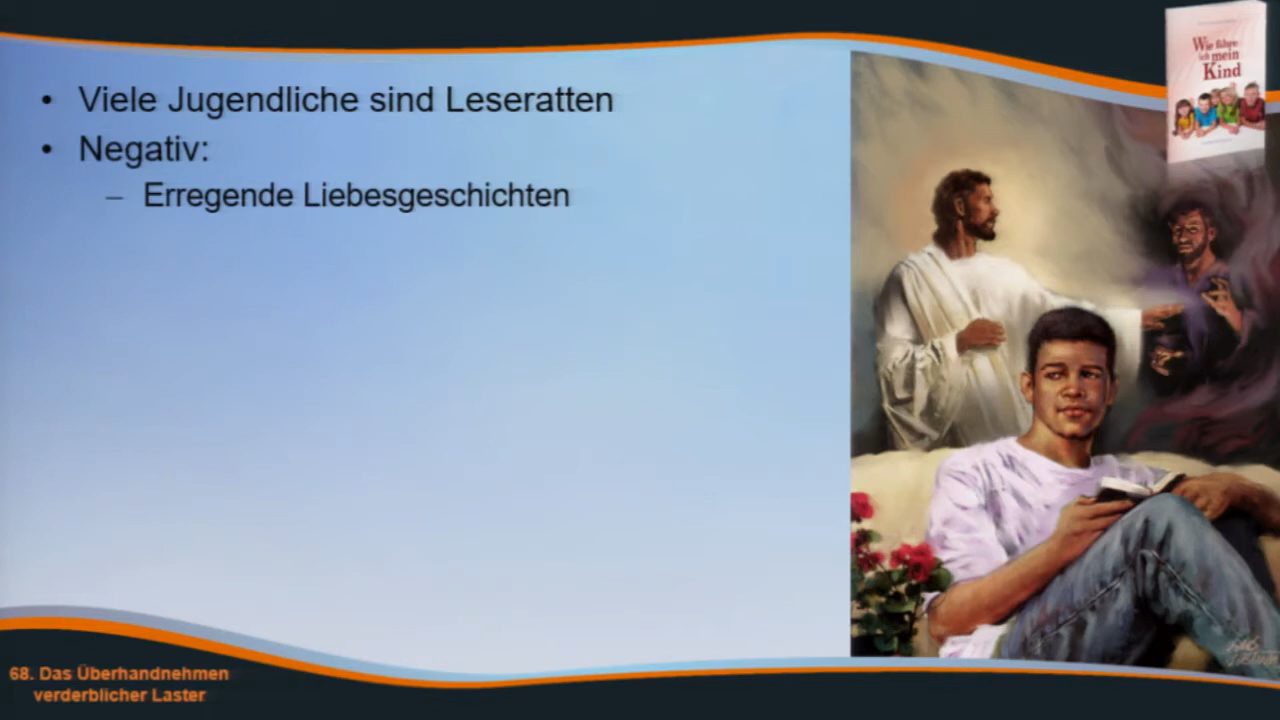 • Viele Jugendliche sind Leseratten
• Negativ:
– Erregende Liebesgeschichten
Wie führe
ich mein
Kind
68. Das Überhandnehmen
verderblicher Laster